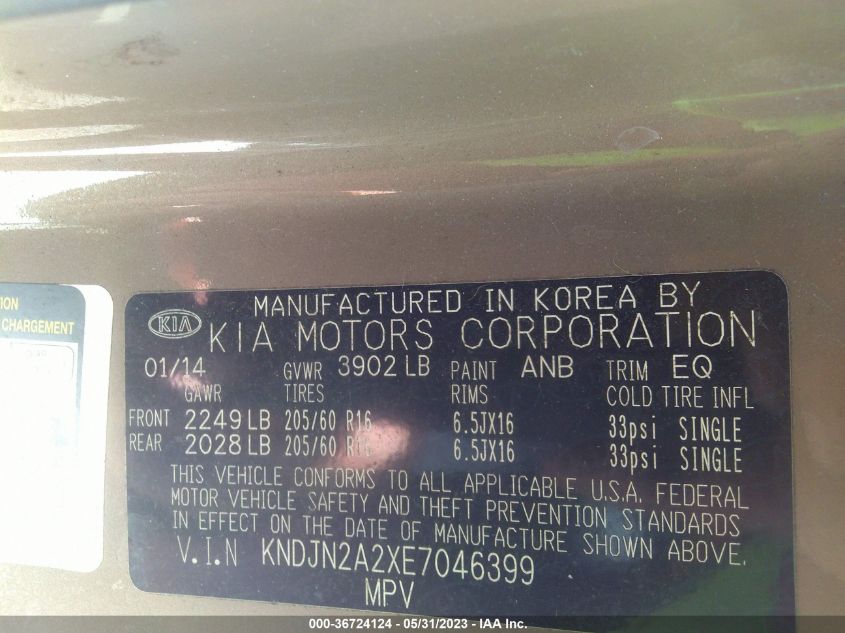 ION
CHARGEMENT
KIA
MANUFACTURED IN KOREA BY
KIA MOTORS CORPORATION
01/14 GVWR 3902 LB PAINT ANB TRIM EQ
GAWR TIRES RIMS COLD TIRE INFL
FRONT 2249 LB 205/60 R16 6.5JX16 33psi SINGLE
REAR 2028 LB 205/60 R16 6.5JX16 33psi SINGLE
THIS VEHICLE CONFORMS TO ALL APPLICABLE U.S.A. FEDERAL
MOTOR VEHICLE SAFETY AND THEFT PREVENTION STANDARDS
IN EFFECT ON THE DATE OF MANUFACTURE SHOWN ABOVE.
V.I.N KNDJN2A2XE7046399
MPV
000-36724124 - 05/31/2023 - IAA Inc.